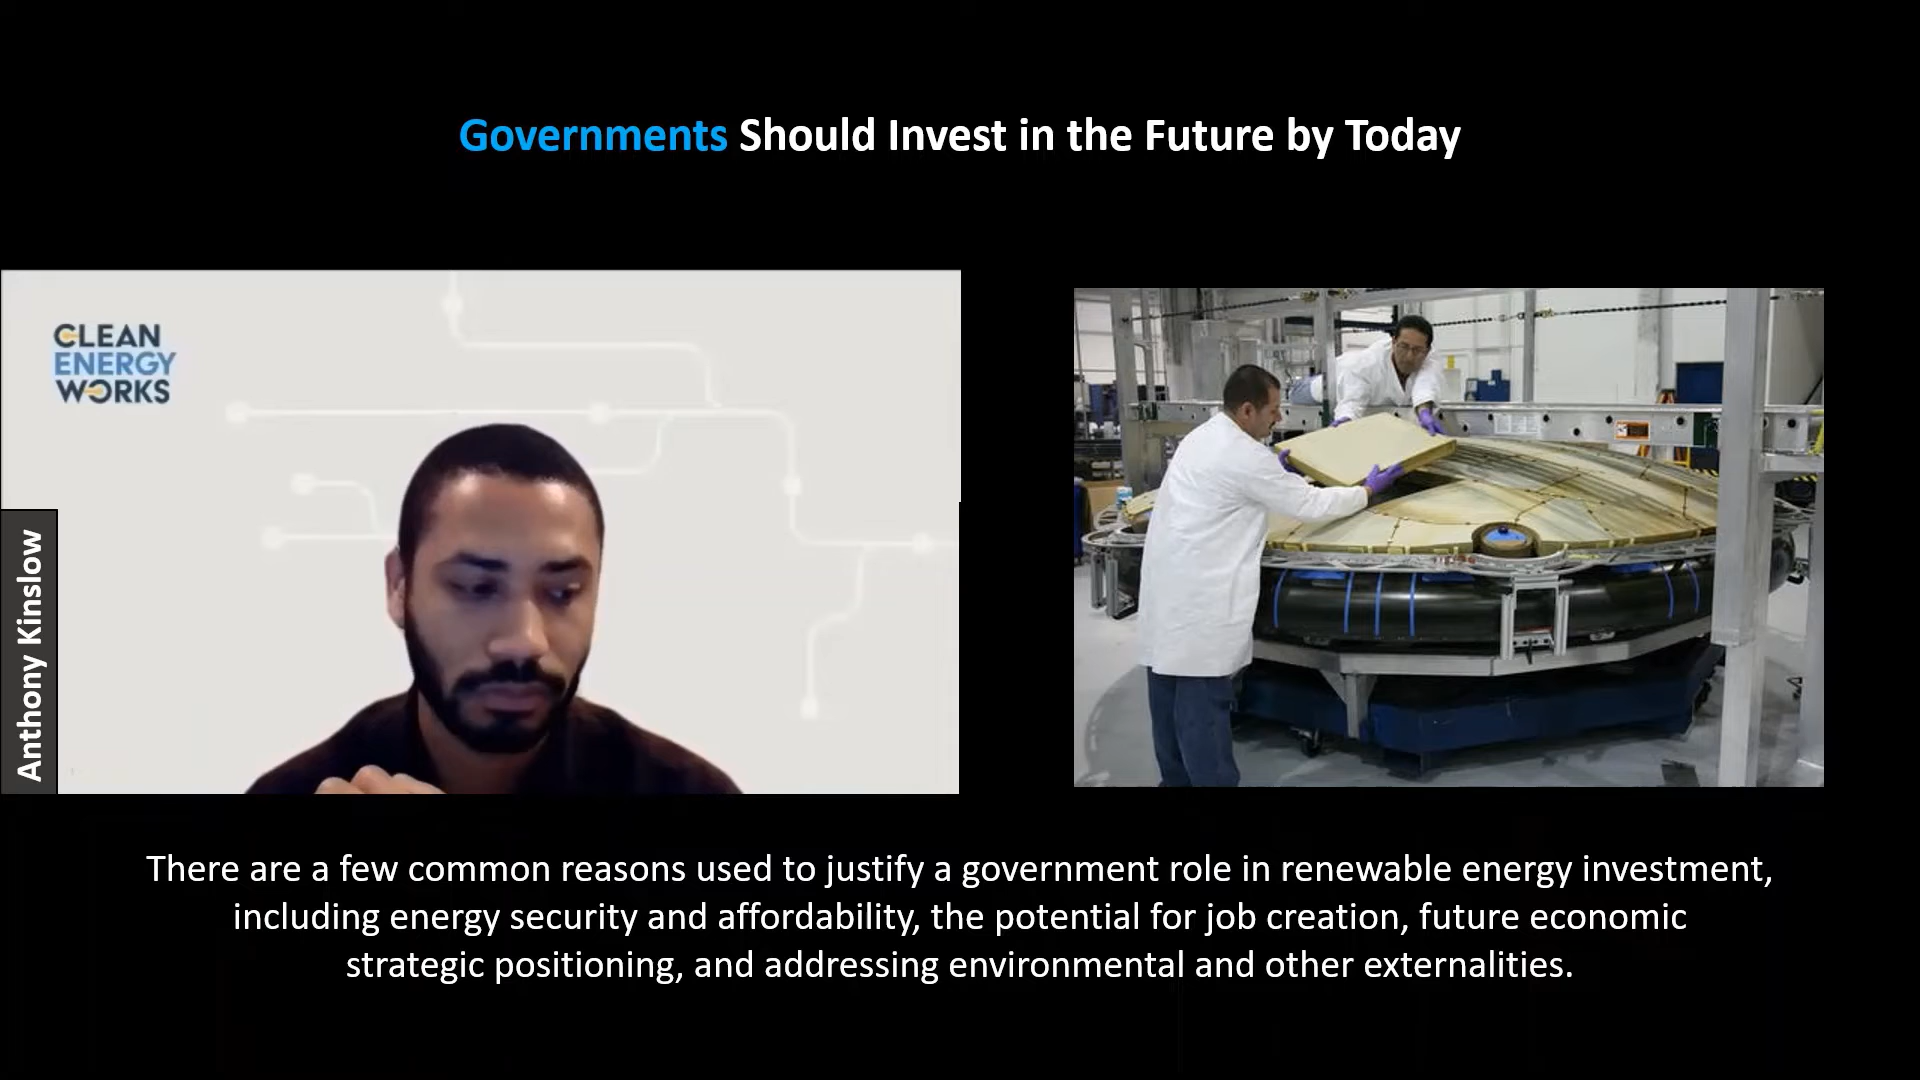 Governments Should Invest in the Future by Today
CLEAN
ENERGY
WORKS
Anthony Kinslow
There are a few common reasons used to justify a government role in renewable energy investment,
including energy security and affordability, the potential for job creation, future economic
strategic positioning, and addressing environmental and other externalities.